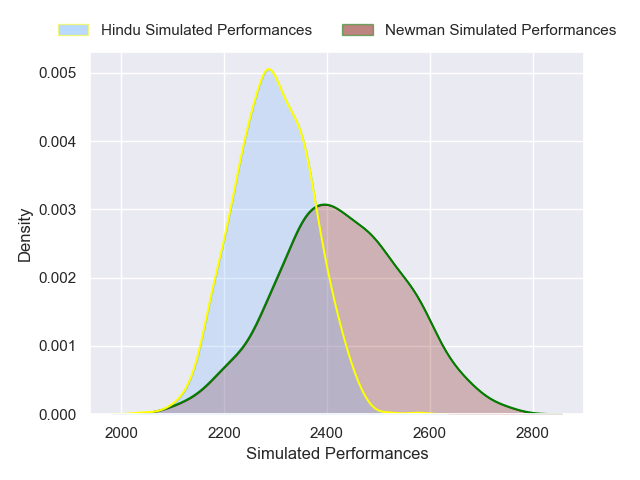 Hindu Simulated Performances
Newman Simulated Performances
0.005
0.004
0.003
0.002
0.001
0.000
Density
2000
2200
2400
2600
2800
Simulated Performances